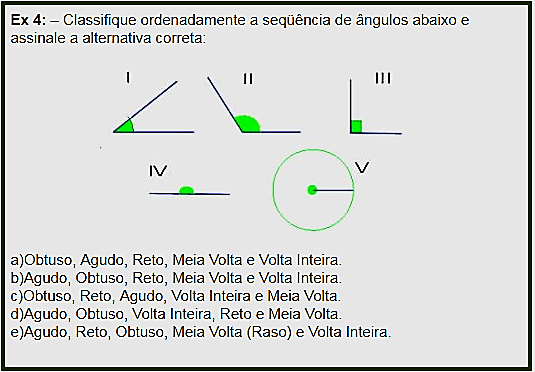 Ex 4: – Classifique ordenadamente a seqüência de ângulos abaixo e
assinale a alternativa correta:
I II III
IV V
a)Obtuso, Agudo, Reto, Meia Volta e Volta Inteira.
b)Agudo, Obtuso, Reto, Meia Volta e Volta Inteira.
c)Obtuso, Reto, Agudo, Volta Inteira e Meia Volta.
d)Agudo, Obtuso, Volta Inteira, Reto e Meia Volta.
e)Agudo, Reto, Obtuso, Meia Volta (Raso) e Volta Inteira.